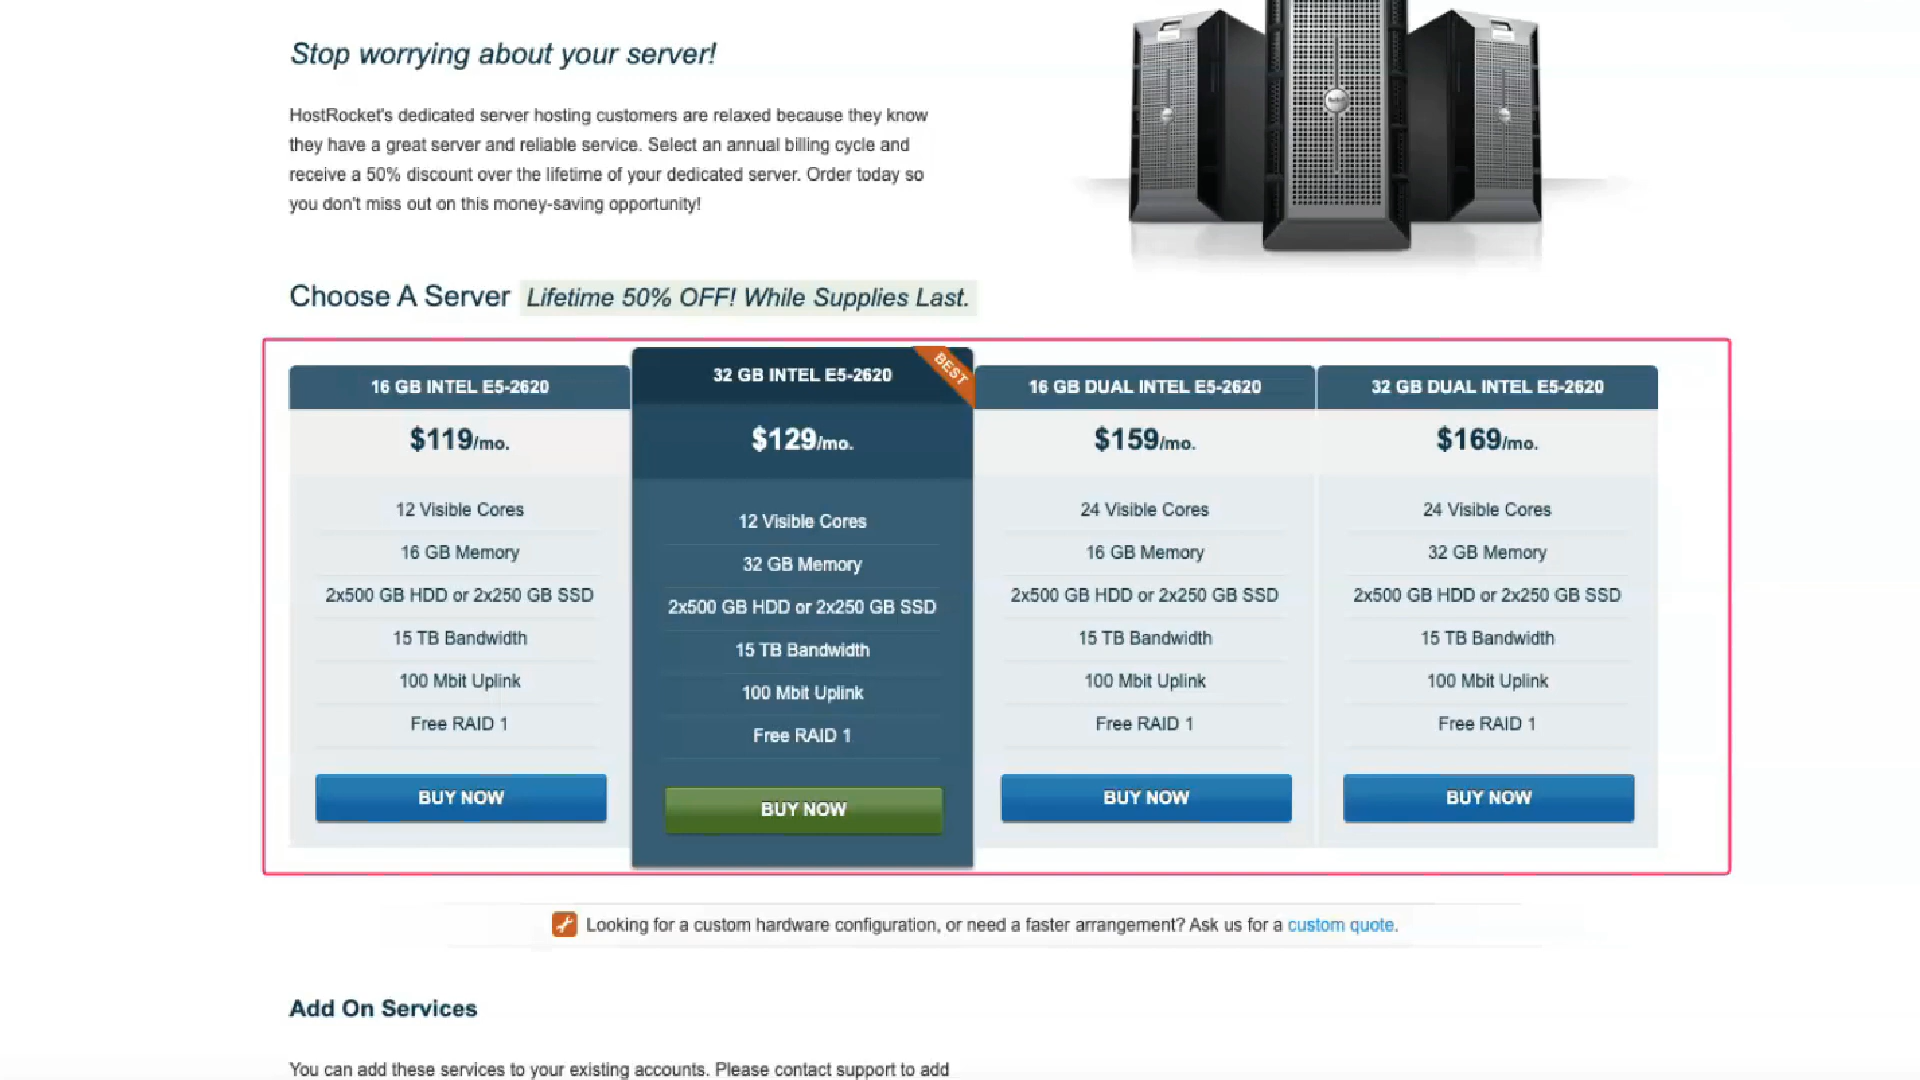 Stop worrying about your server!
HostRocket's dedicated server hosting customers are relaxed because they know
they have a great server and reliable service. Select an annual billing cycle and
receive a 50% discount over the lifetime of your dedicated server. Order today so
you don't miss out on this money-saving opportunity!
Choose A Server Lifetime 50% OFF! While Supplies Last.
16 GB INTEL E5-2620
$119/mo.
12 Visible Cores
16 GB Memory
2x500 GB HDD or 2x250 GB SSD
15 TB Bandwidth
100 Mbit Uplink
Free RAID 1
BUY NOW
32 GB INTEL E5-2620
BEST
$129/mo.
12 Visible Cores
32 GB Memory
2x500 GB HDD or 2x250 GB SSD
15 TB Bandwidth
100 Mbit Uplink
Free RAID 1
BUY NOW
16 GB DUAL INTEL E5-2620
$159/mo.
24 Visible Cores
16 GB Memory
2x500 GB HDD or 2x250 GB SSD
15 TB Bandwidth
100 Mbit Uplink
Free RAID 1
BUY NOW
32 GB DUAL INTEL E5-2620
$169/mo.
24 Visible Cores
32 GB Memory
2x500 GB HDD or 2x250 GB SSD
15 TB Bandwidth
100 Mbit Uplink
Free RAID 1
BUY NOW
Looking for a custom hardware configuration, or need a faster arrangement? Ask us for a custom quote.
Add On Services
You can add these services to your existing accounts. Please contact support to add